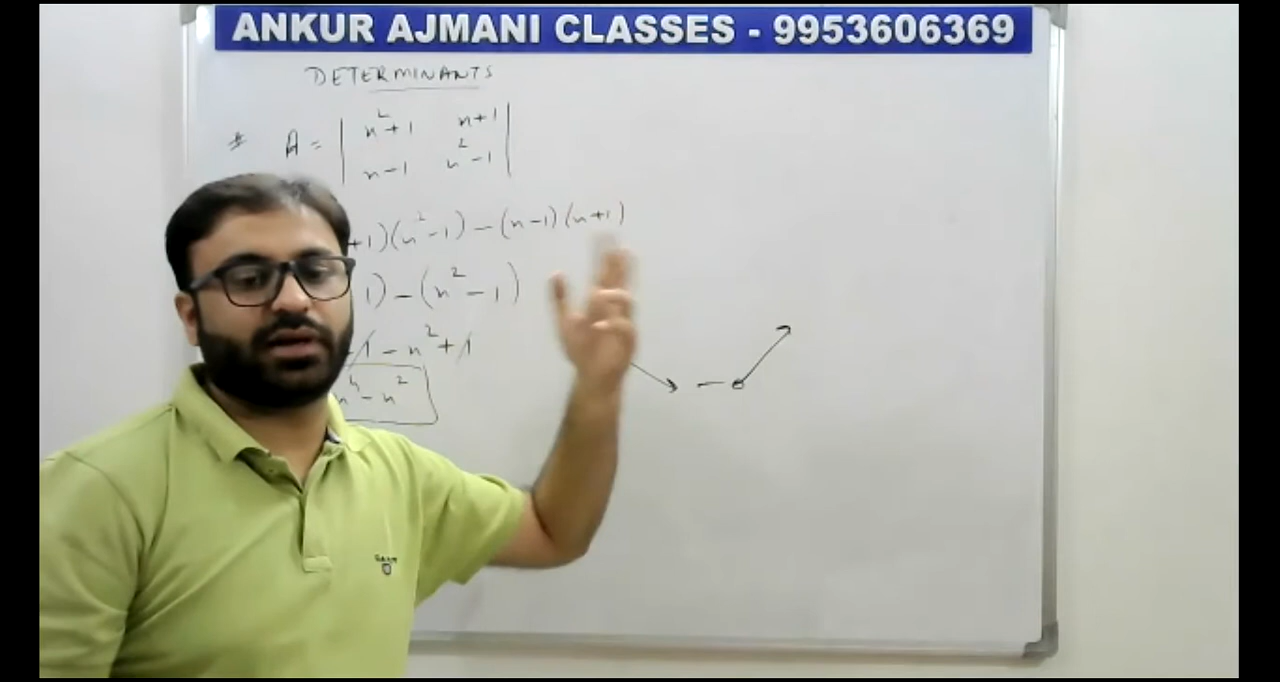 ANKUR AJMANI CLASSES - 9953606369
DETERMINANTS
# A = | n²+1 n+1 |
| n-1 n²-1 |
+1)(n²-1) - (n-1)(n+1)
1) - (n²-1)
-1 - n² + 1
n⁴ - n²